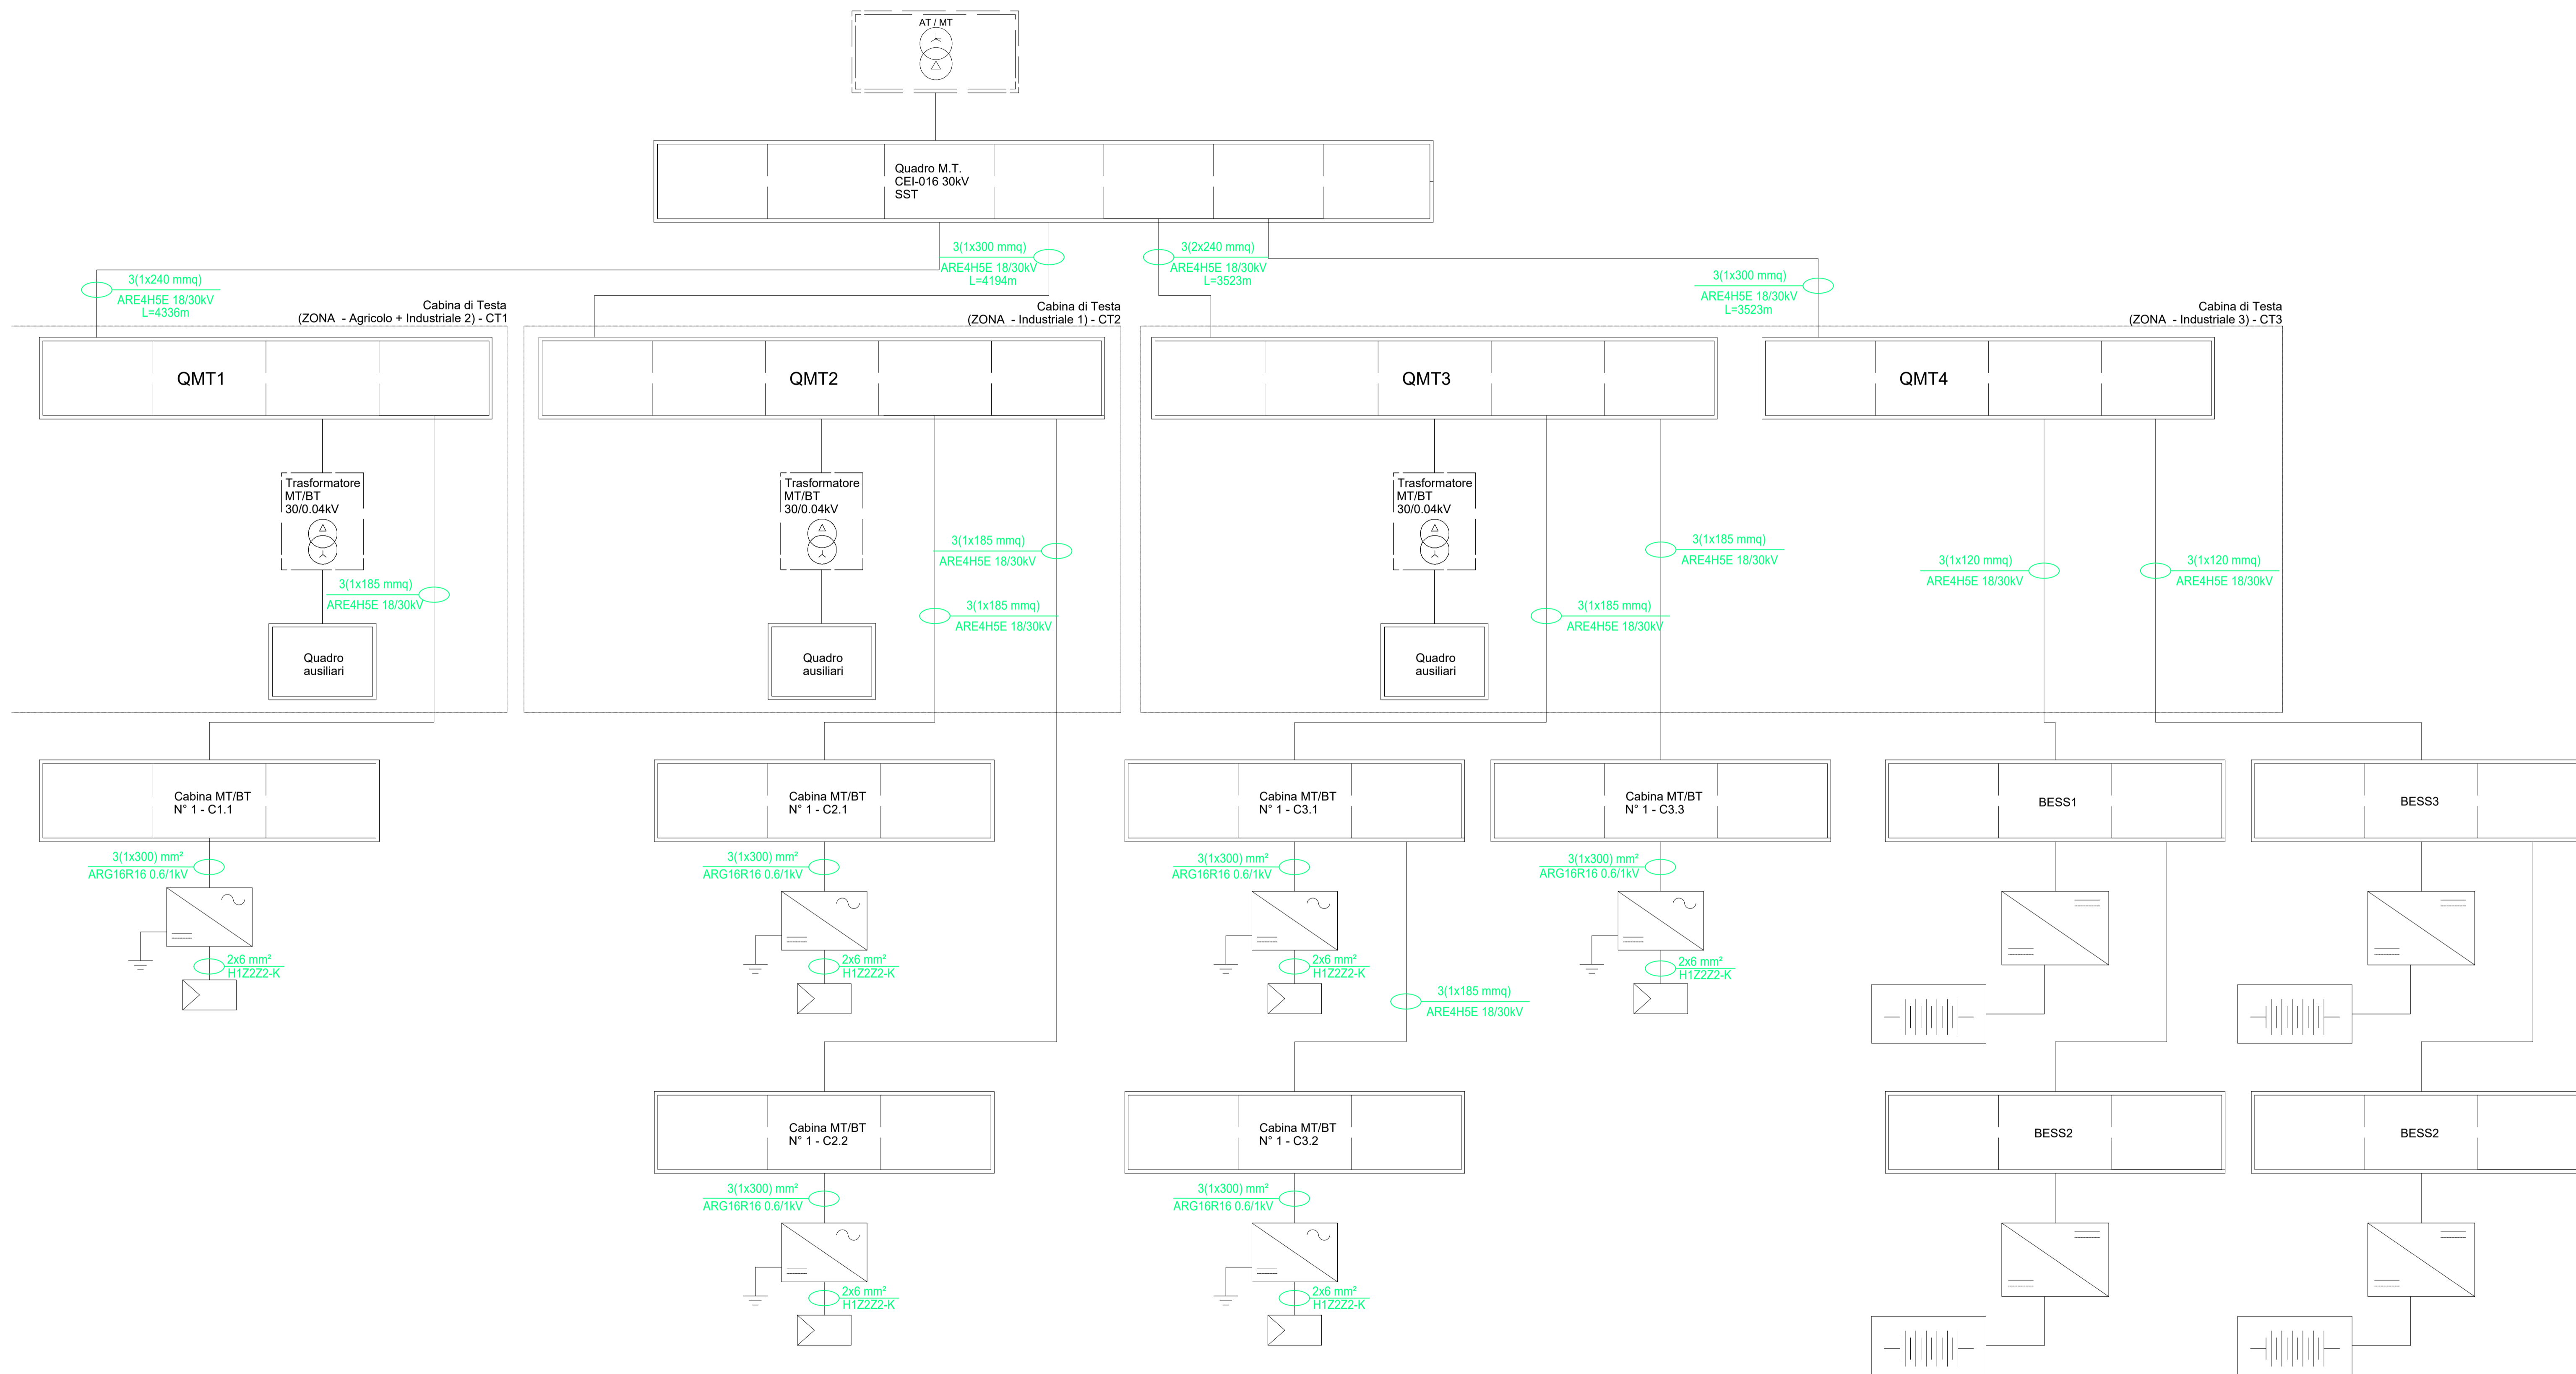 AT / MT
Quadro M.T.
CEI-016 30kV
SST
3(1x300 mmq)
ARE4H5E 18/30kV
L=4194m
3(2x240 mmq)
ARE4H5E 18/30kV
L=3523m
3(1x240 mmq)
ARE4H5E 18/30kV
L=4336m
3(1x300 mmq)
ARE4H5E 18/30kV
L=3523m
Cabina di Testa
(ZONA - Agricolo + Industriale 2) - CT1
Cabina di Testa
(ZONA - Industriale 1) - CT2
Cabina di Testa
(ZONA - Industriale 3) - CT3
QMT1
QMT2
QMT3
QMT4
Trasformatore
MT/BT
30/0.04kV
Trasformatore
MT/BT
30/0.04kV
Trasformatore
MT/BT
30/0.04kV
3(1x185 mmq)
ARE4H5E 18/30kV
3(1x185 mmq)
ARE4H5E 18/30kV
3(1x185 mmq)
ARE4H5E 18/30kV
3(1x185 mmq)
ARE4H5E 18/30kV
3(1x185 mmq)
ARE4H5E 18/30kV
3(1x120 mmq)
ARE4H5E 18/30kV
3(1x120 mmq)
ARE4H5E 18/30kV
Quadro
ausiliari
Quadro
ausiliari
Quadro
ausiliari
Cabina MT/BT
N° 1 - C1.1
Cabina MT/BT
N° 1 - C2.1
Cabina MT/BT
N° 1 - C3.1
Cabina MT/BT
N° 1 - C3.3
BESS1
BESS3
3(1x300) mm²
ARG16R16 0.6/1kV
3(1x300) mm²
ARG16R16 0.6/1kV
3(1x300) mm²
ARG16R16 0.6/1kV
3(1x300) mm²
ARG16R16 0.6/1kV
2x6 mm²
H1Z2Z2-K
2x6 mm²
H1Z2Z2-K
2x6 mm²
H1Z2Z2-K
2x6 mm²
H1Z2Z2-K
3(1x185 mmq)
ARE4H5E 18/30kV
Cabina MT/BT
N° 1 - C2.2
Cabina MT/BT
N° 1 - C3.2
BESS2
BESS2
3(1x300) mm²
ARG16R16 0.6/1kV
3(1x300) mm²
ARG16R16 0.6/1kV
2x6 mm²
H1Z2Z2-K
2x6 mm²
H1Z2Z2-K